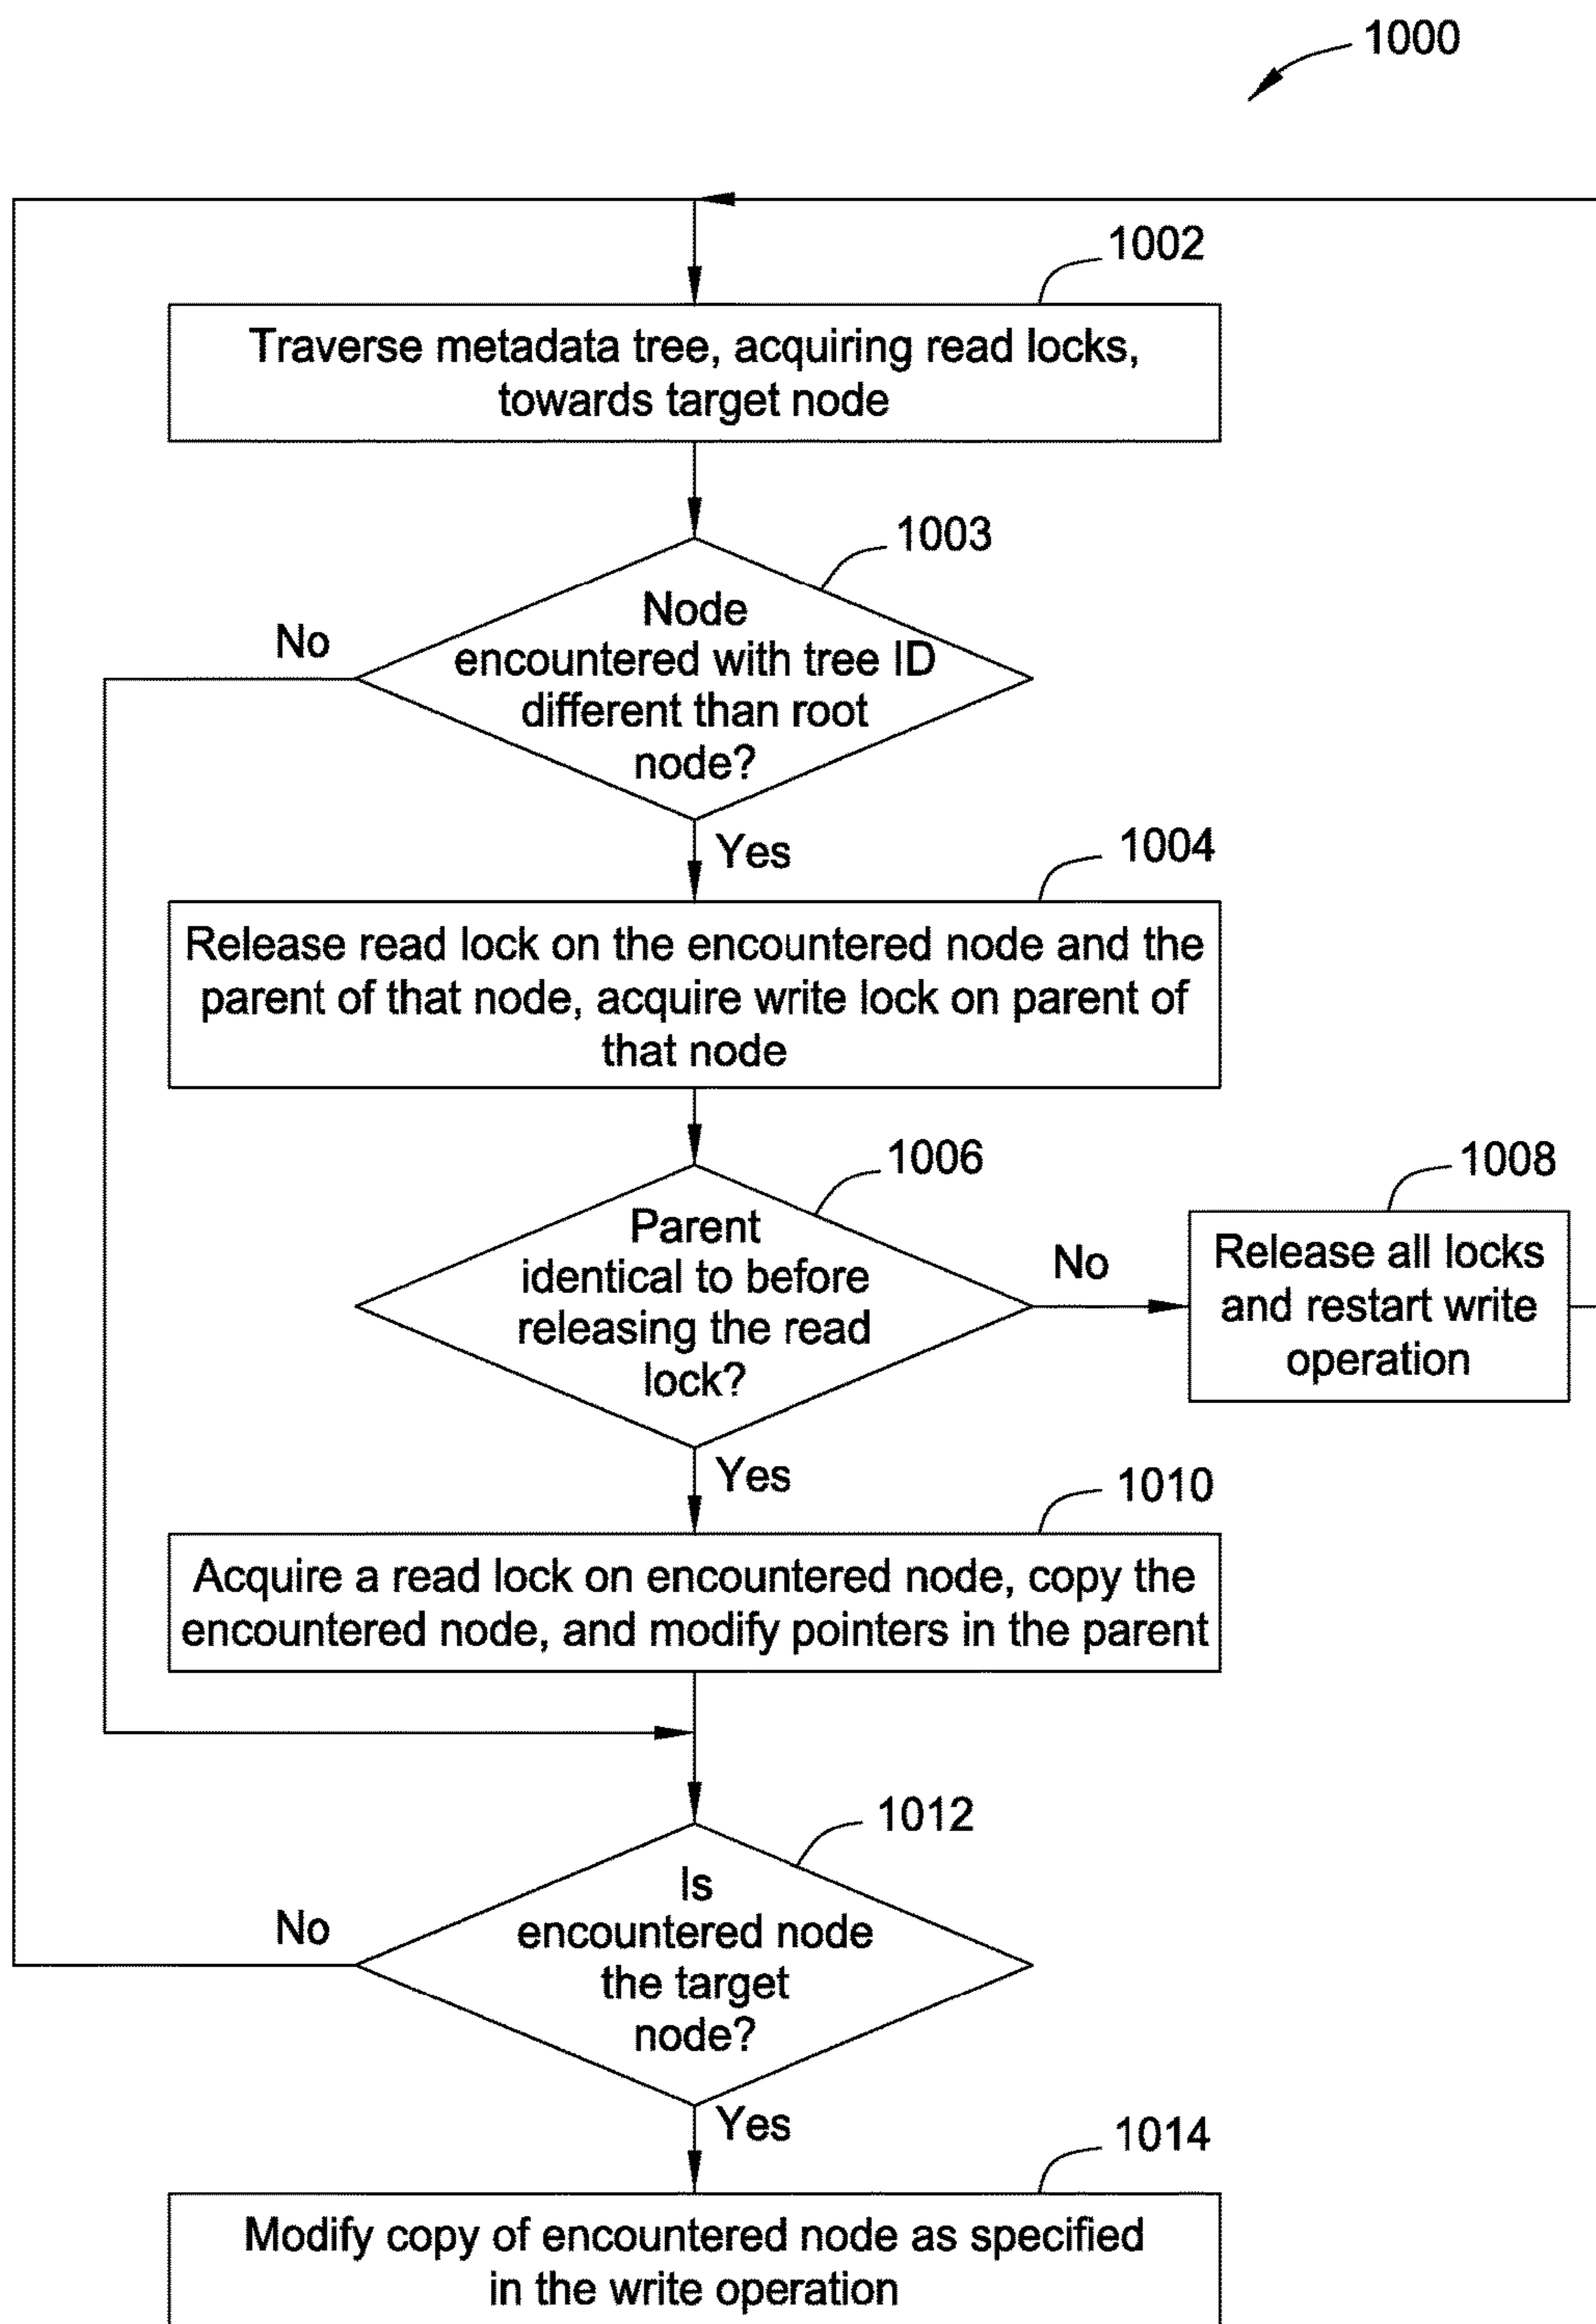 1000
1002
Traverse metadata tree, acquiring read locks,
towards target node
1003
Node
encountered with tree ID
different than root
node?
No
Yes
1004
Release read lock on the encountered node and the
parent of that node, acquire write lock on parent of
that node
1006
Parent
identical to before
releasing the read
lock?
No
1008
Release all locks
and restart write
operation
Yes
1010
Acquire a read lock on encountered node, copy the
encountered node, and modify pointers in the parent
1012
Is
encountered node
the target
node?
No
Yes
1014
Modify copy of encountered node as specified
in the write operation